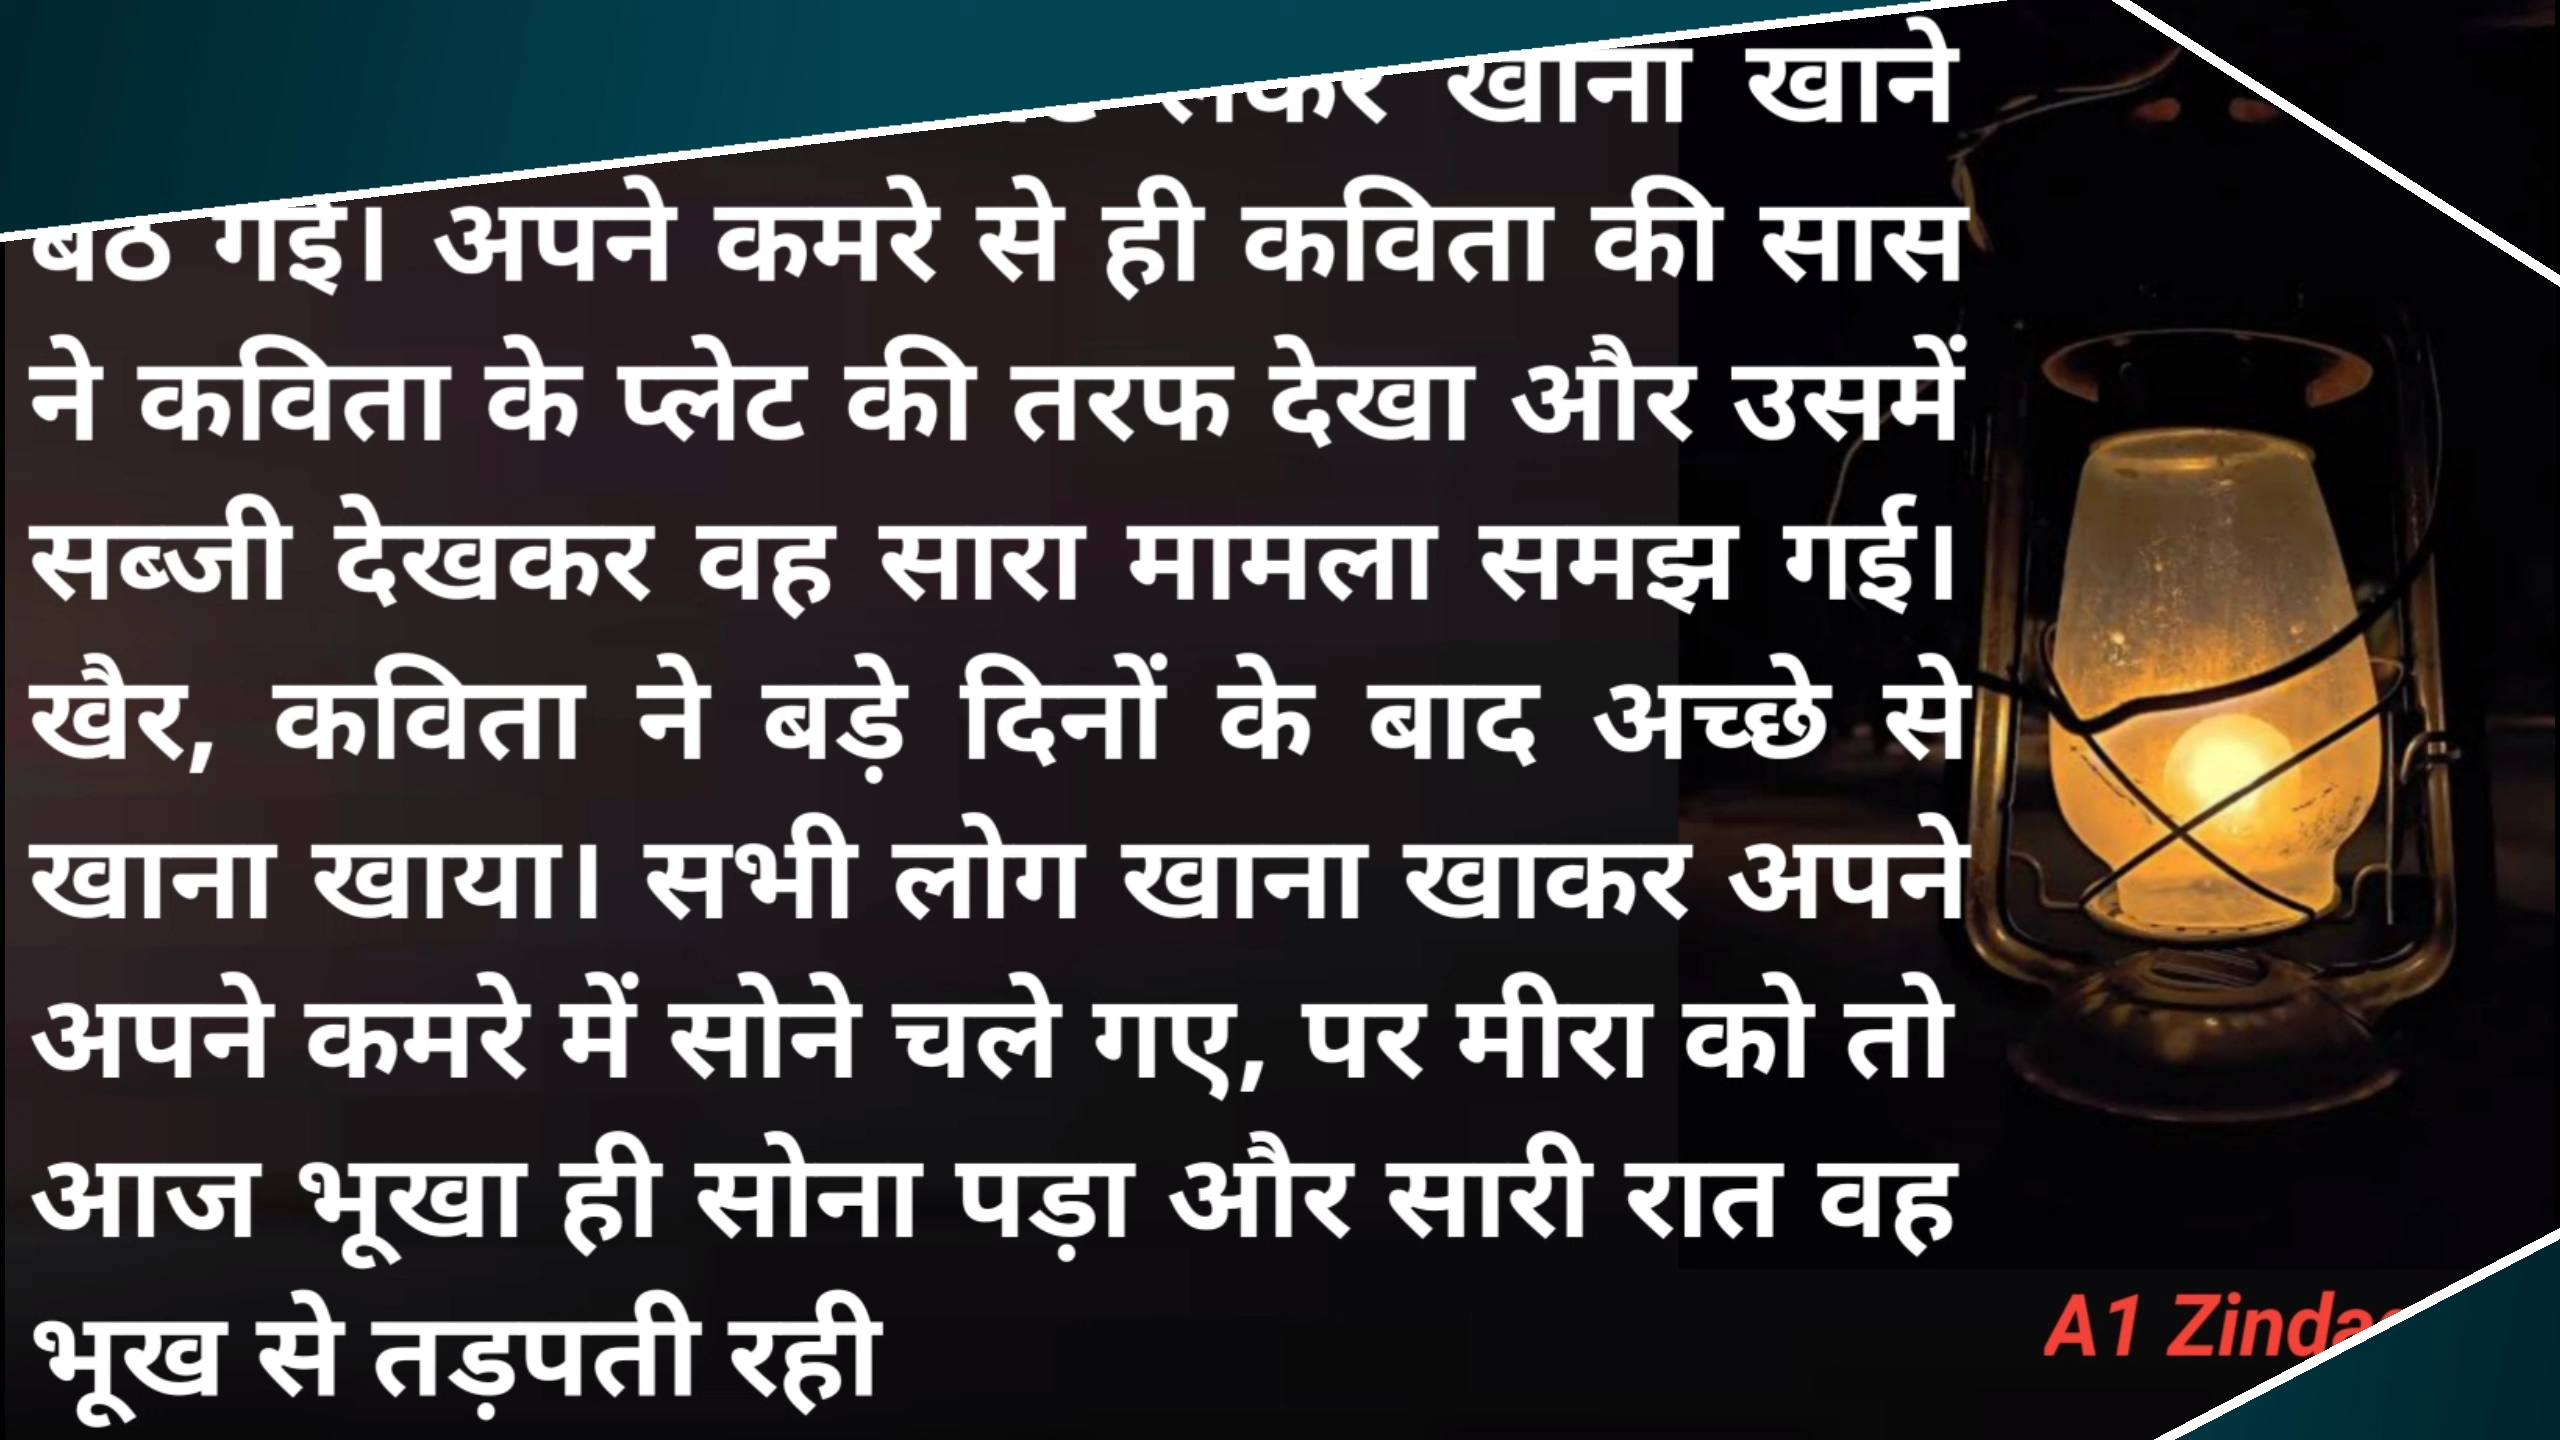 खाना खाने
बैठ गई। अपने कमरे से ही कविता की सास
ने कविता के प्लेट की तरफ देखा और उसमें
सब्जी देखकर वह सारा मामला समझ गई।
खैर, कविता ने बड़े दिनों के बाद अच्छे से
खाना खाया। सभी लोग खाना खाकर अपने
अपने कमरे में सोने चले गए, पर मीरा को तो
आज भूखा ही सोना पड़ा और सारी रात वह
भूख से तड़पती रही
A1